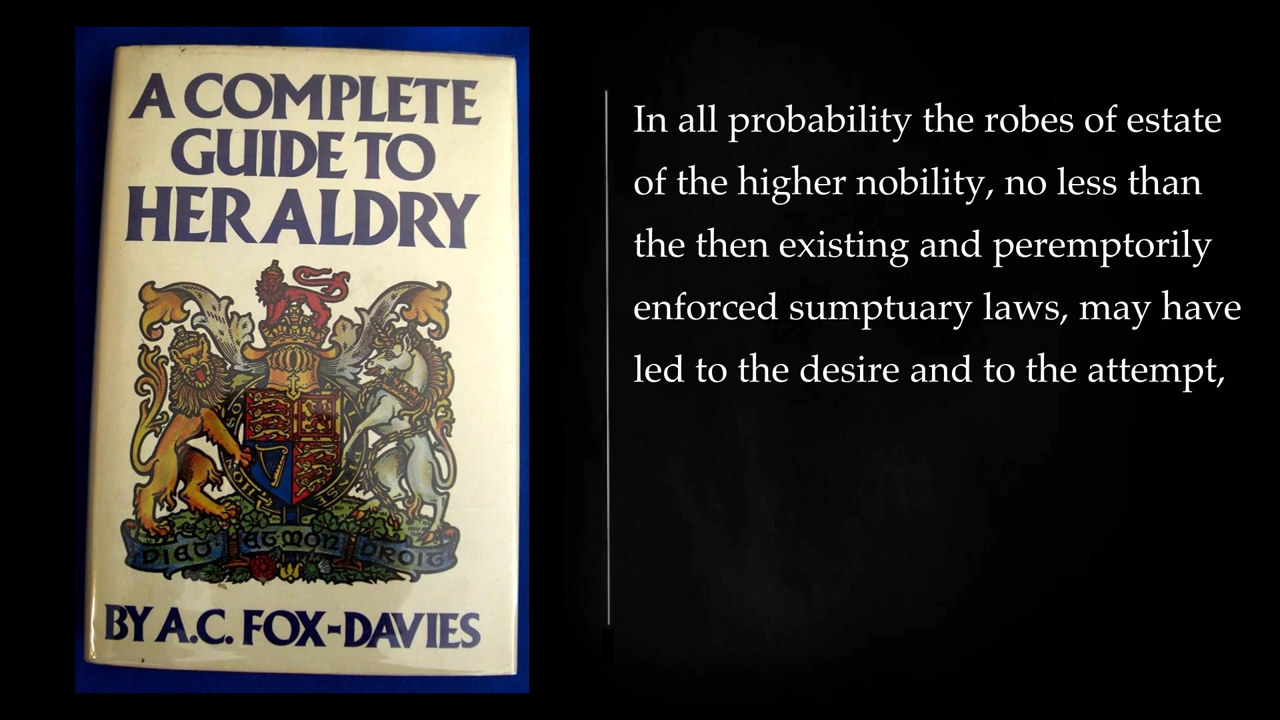 A COMPLETE
GUIDE TO
HERALDRY
DIEU ET MON DROIT
BY A.C. FOX-DAVIES
In all probability the robes of estate
of the higher nobility, no less than
the then existing and peremptorily
enforced sumptuary laws, may have
led to the desire and to the attempt,